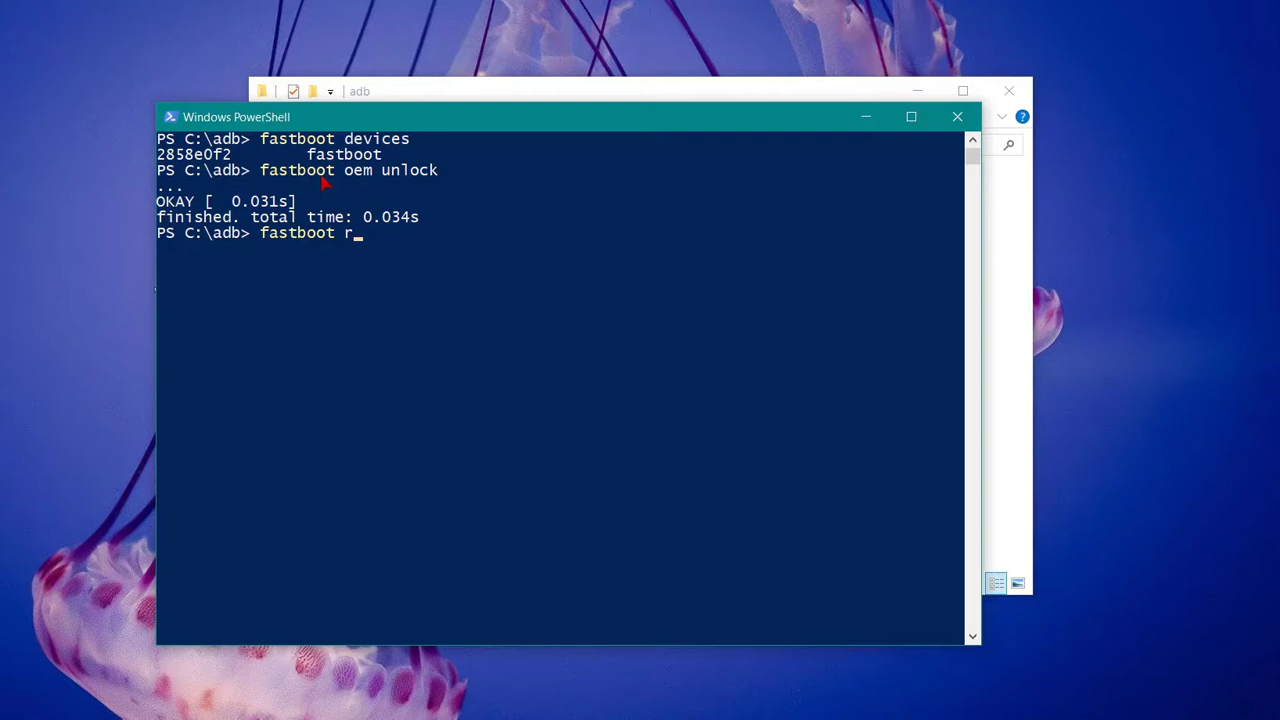 adb
Windows PowerShell
PS C:\adb> fastboot devices
2858e0f2        fastboot
PS C:\adb> fastboot oem unlock
...
OKAY [  0.031s]
finished. total time: 0.034s
PS C:\adb> fastboot r_